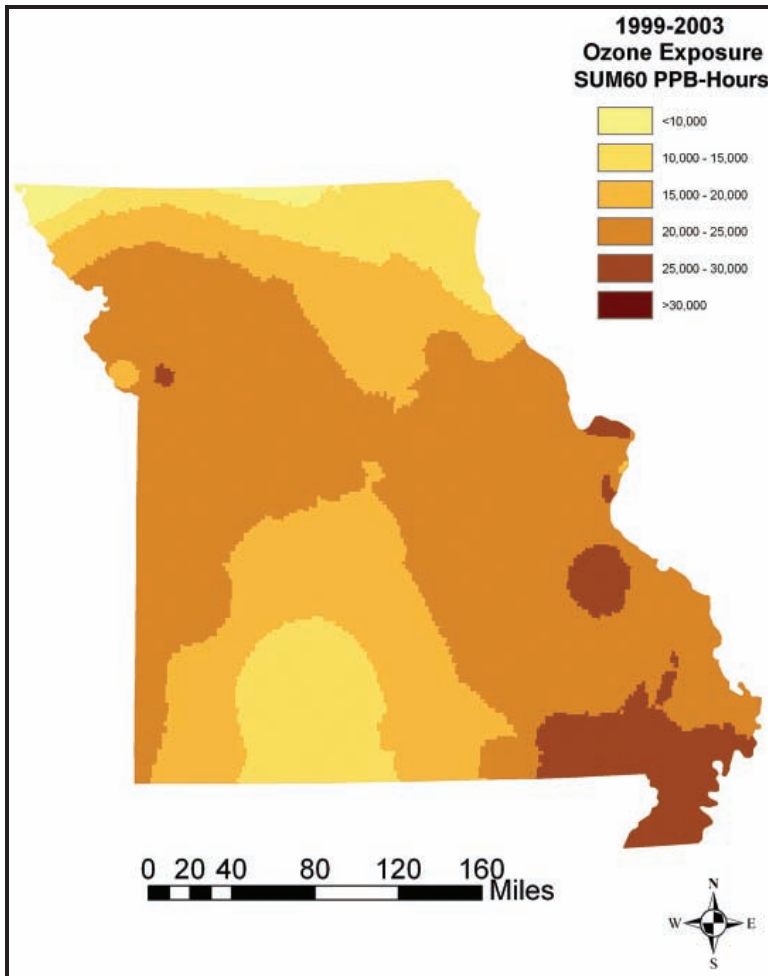 1999-2003
Ozone Exposure
SUM60 PPB-Hours
<10,000
10,000 - 15,000
15,000 - 20,000
20,000 - 25,000
25,000 - 30,000
>30,000
0 20 40 80 120 160
Miles
N
W E
S